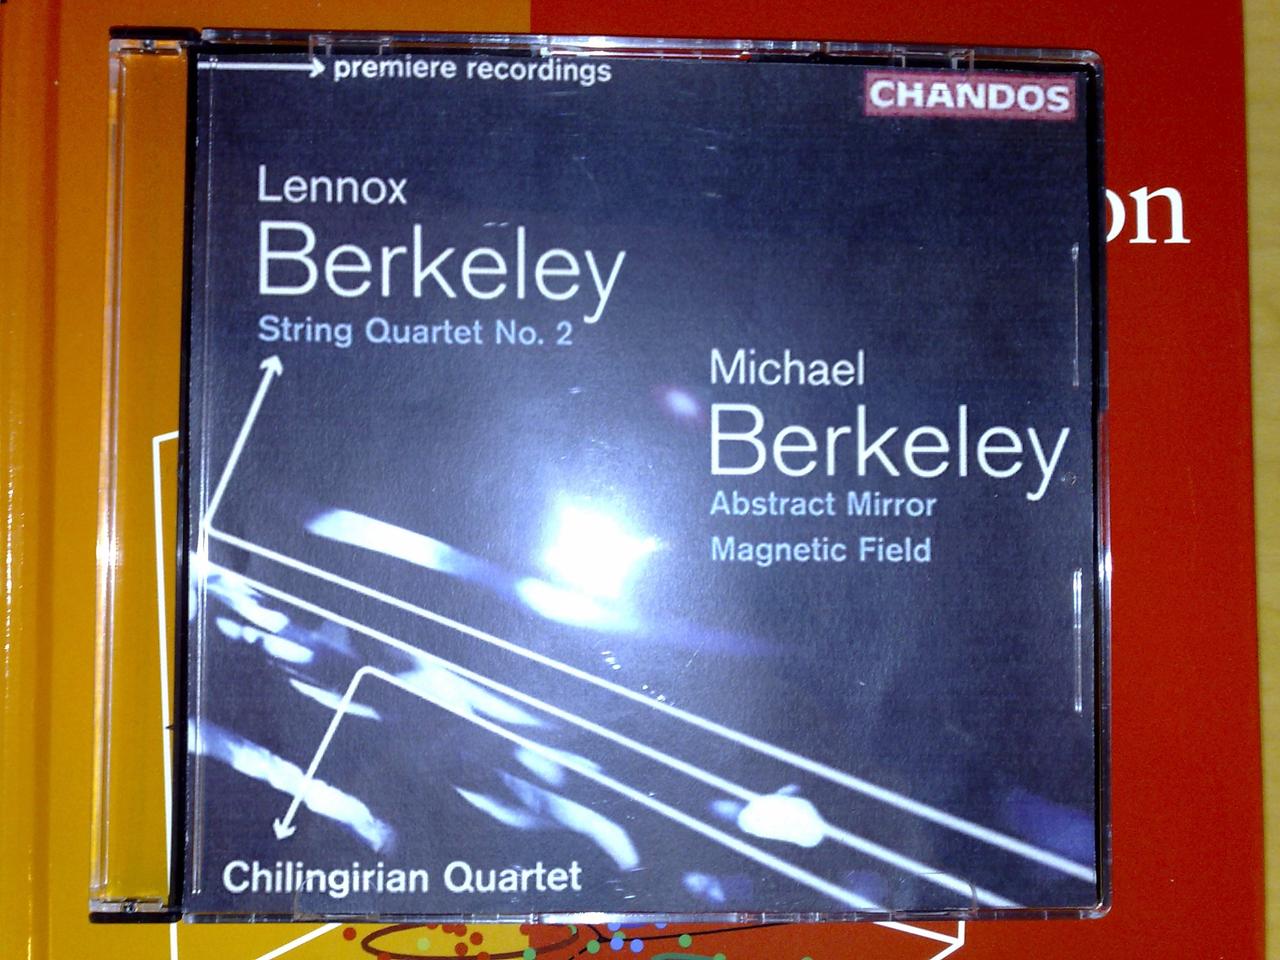 premiere recordings
CHANDOS
Lennox
Berkeley
String Quartet No. 2
Michael
Berkeley
Abstract Mirror
Magnetic Field
Chilingirian Quartet
on